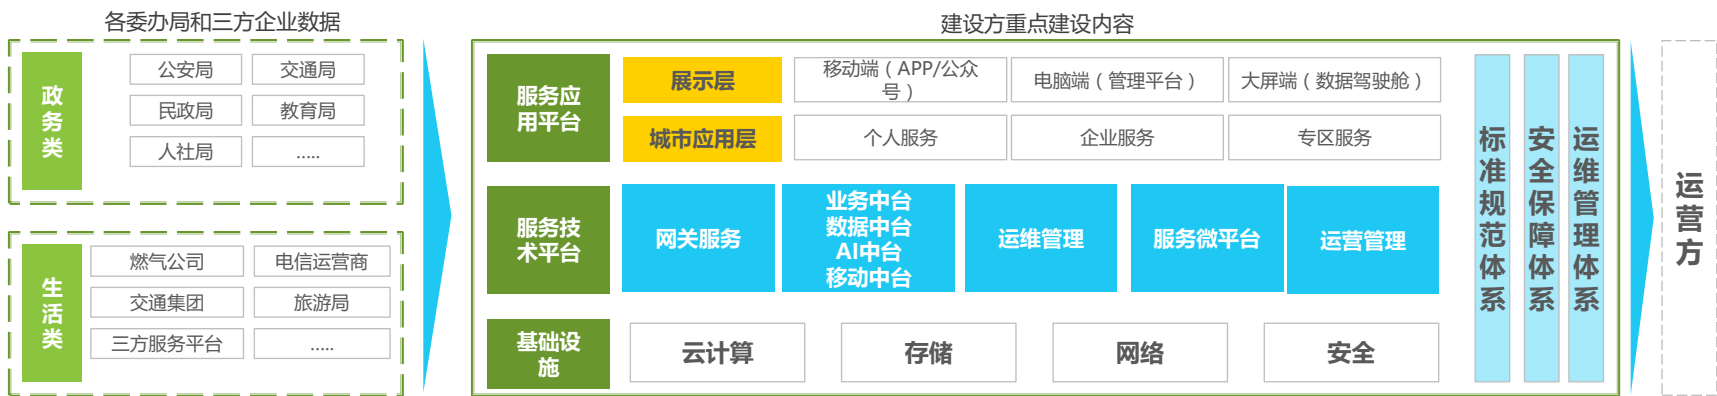 各委办局和三方企业数据
建设方重点建设内容
政务类
公安局
交通局
民政局
教育局
人社局
.....
生活类
燃气公司
电信运营商
交通集团
旅游局
三方服务平台
.....
服务应
用平台
展示层
移动端（APP/公众
号）
电脑端（管理平台）
大屏端（数据驾驶舱）
城市应用层
个人服务
企业服务
专区服务
服务技
术平台
网关服务
业务中台
数据中台
AI中台
移动中台
运维管理
服务微平台
运营管理
基础设
施
云计算
存储
网络
安全
标准规范体系
安全保障体系
运维管理体系
运营方